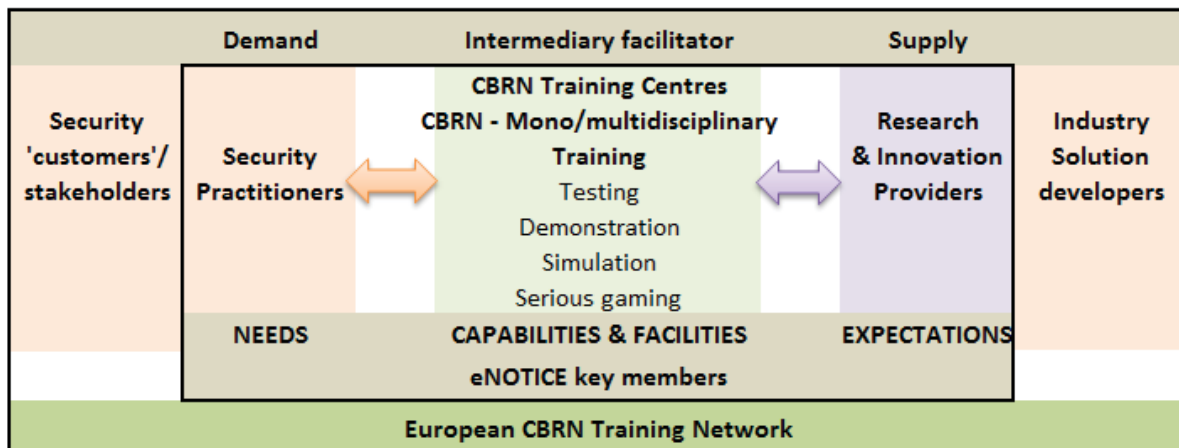 Demand
Intermediary facilitator
Supply
Security
'customers'/
stakeholders
Security
Practitioners
CBRN Training Centres
CBRN - Mono/multidisciplinary
Training
Testing
Demonstration
Simulation
Serious gaming
Research
& Innovation
Providers
Industry
Solution
developers
NEEDS
CAPABILITIES & FACILITIES
EXPECTATIONS
eNOTICE key members
European CBRN Training Network